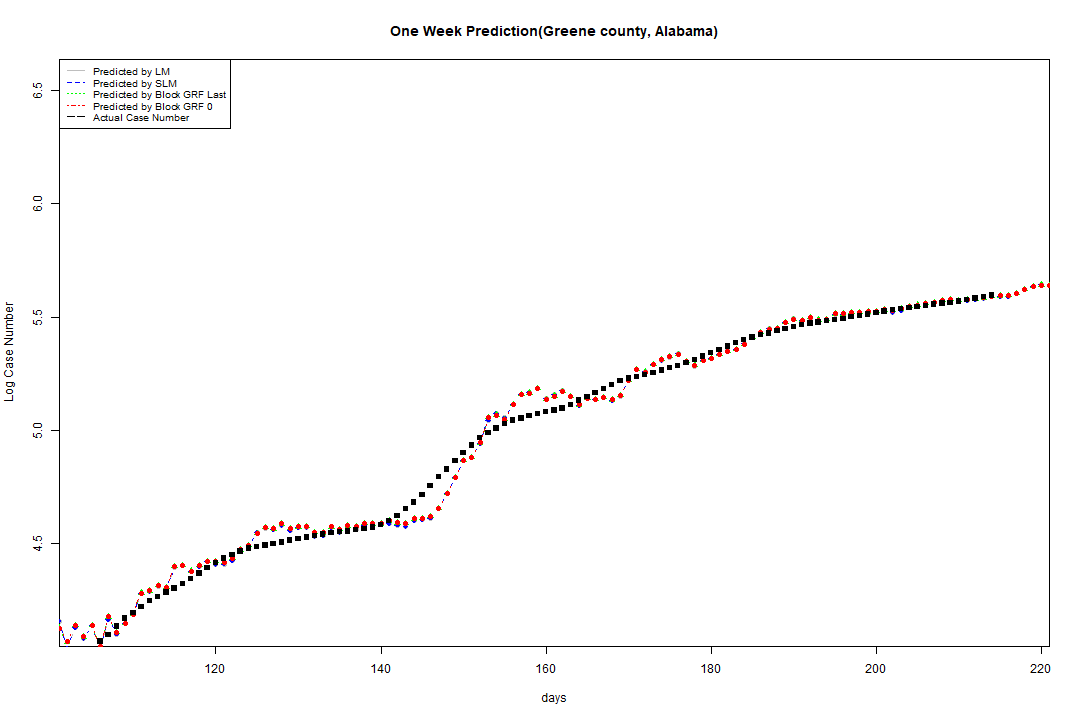 One Week Prediction(Greene county, Alabama)
Predicted by LM
Predicted by SLM
Predicted by Block GRF Last
Predicted by Block GRF 0
Actual Case Number
6.5
6.0
5.5
5.0
4.5
Log Case Number
120 140 160 180 200 220
days